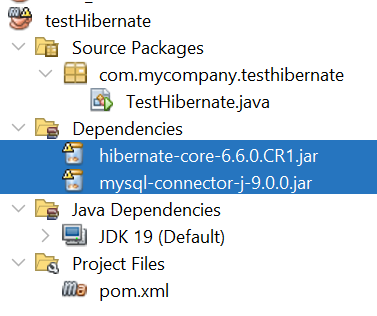 testHibernate
Source Packages
com.mycompany.testhibernate
TestHibernate.java
Dependencies
hibernate-core-6.6.0.CR1.jar
mysql-connector-j-9.0.0.jar
Java Dependencies
JDK 19 (Default)
Project Files
pom.xml